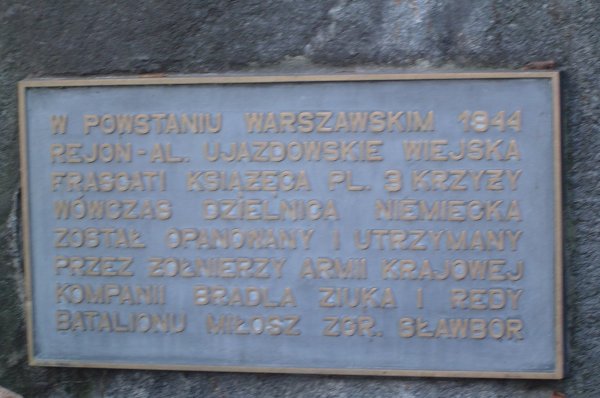 W POWSTANIU WARSZAWSKIM 1944
REJON-AL. UJAZDOWSKIE WIEJSKA
FRASCATI KSIĄŻĘCA PL. 3 KRZYŻY
WÓWCZAS DZIELNICA NIEMIECKA
ZOSTAŁ OPANOWANY I UTRZYMANY
PRZEZ ŻOŁNIERZY ARMII KRAJOWEJ
KOMPANII BRADLA ZIUKA I REDY
BATALIONU MIŁOSZ ZGR. SŁAWBOR